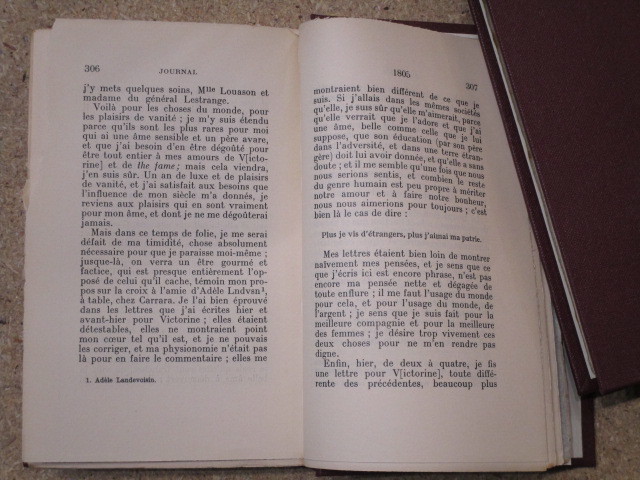 306
JOURNAL
j'y mets quelques soins, Mlle Louason et
madame du général Lestrange.
Voilà pour les choses du monde, pour
les plaisirs de vanité ; je m'y suis étendu
parce qu'ils sont les plus rares pour moi
qui ai une âme sensible et un père avare,
et que j'ai besoin d'en être dégoûté pour
être tout entier à mes amours de V[icto-
rine] et de the fame ; mais cela viendra,
j'en suis sûr. Un an de luxe et de plaisirs
de vanité, et j'ai satisfait aux besoins que
l'influence de mon siècle m'a donnés, je
reviens aux plaisirs qui en sont vraiment
pour mon âme, et dont je ne me dégoûterai
jamais.
Mais dans ce temps de folie, je me serai
défait de ma timidité, chose absolument
nécessaire pour que je paraisse moi-même ;
jusque-là, on verra un être gourmé et
factice, qui est presque entièrement l'op-
posé de celui qu'il cache, témoin mon pro-
pos sur la croix à l'amie d'Adèle Lndvsn¹,
à table, chez Carrara. Je l'ai bien éprouvé
dans les lettres que j'ai écrites hier et
avant-hier pour Victorine ; elles étaient
détestables, elles ne montraient point
mon cœur tel qu'il est, et je ne pouvais
les corriger, et ma physionomie n'était pas
là pour en faire le commentaire ; elles me
1. Adèle Landevoisin.
1805
307
montraient bien différent de ce que je
suis. Si j'allais dans les mêmes sociétés
qu'elle, je suis sûr qu'elle m'aimerait, parce
qu'elle verrait que je l'adore et que j'ai
une âme, belle comme celle que je lui
suppose, que son éducation (par son père
dans l'adversité, et dans une terre étran-
gère) doit lui avoir donnée, et qu'elle a sans
doute ; et il me semble qu'une fois que nous
nous serions sentis, et combien le reste
du genre humain est peu propre à mériter
notre amour et à faire notre bonheur,
nous nous aimerions pour toujours ; c'est
bien là le cas de dire :
Plus je vis d'étrangers, plus j'aimai ma patrie.
Mes lettres étaient bien loin de montrer
naïvement mes pensées, et je sens que ce
que j'écris ici est encore phrase, n'est pas
encore ma pensée nette et dégagée de
toute enflure ; il me faut l'usage du monde
pour cela, et pour l'usage du monde, de
l'argent ; je sens que je suis fait pour la
meilleure compagnie et pour la meilleure
des femmes ; je désire trop vivement ces
deux choses pour ne m'en rendre pas
digne.
Enfin, hier, de deux à quatre, je fis
une lettre pour V[ictorine], toute diffé-
rente des précédentes, beaucoup plus